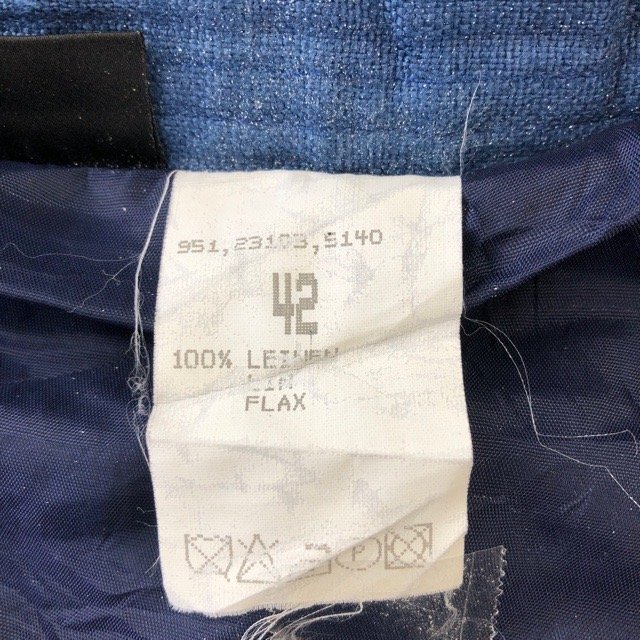 951,23103,5140
42
100% LEINEN
LIN
FLAX
P